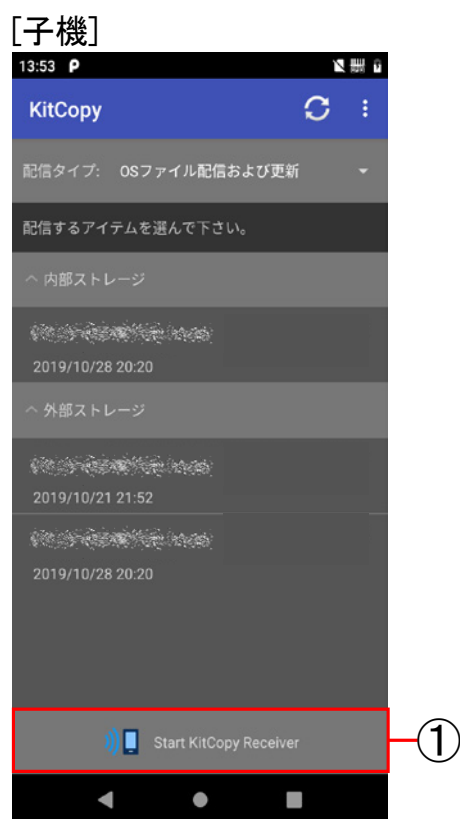 [子機]
13:53
KitCopy
配信タイプ: OSファイル配信および更新
配信するアイテムを選んで下さい。
内部ストレージ
2019/10/28 20:20
外部ストレージ
2019/10/21 21:52
2019/10/28 20:20
Start KitCopy Receiver
①